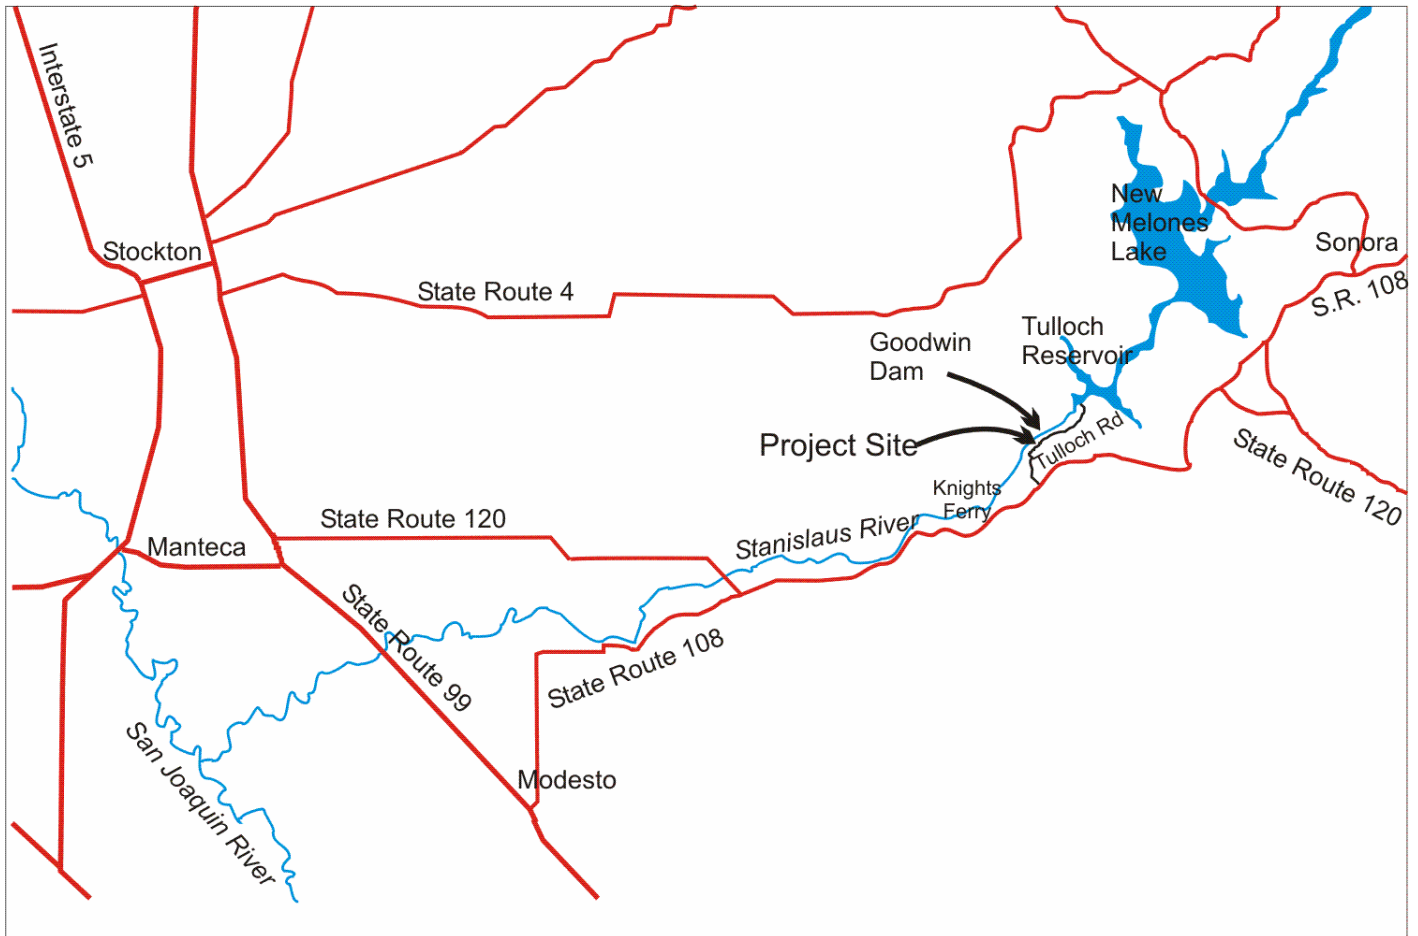 Interstate 5
Stockton
State Route 4
New
Melones
Lake
Sonora
S.R. 108
Tulloch
Reservoir
Goodwin
Dam
Project Site
Tulloch Rd
State Route 120
Knights
Ferry
Stanislaus River
State Route 120
Manteca
State Route 99
State Route 108
San Joaquin River
Modesto